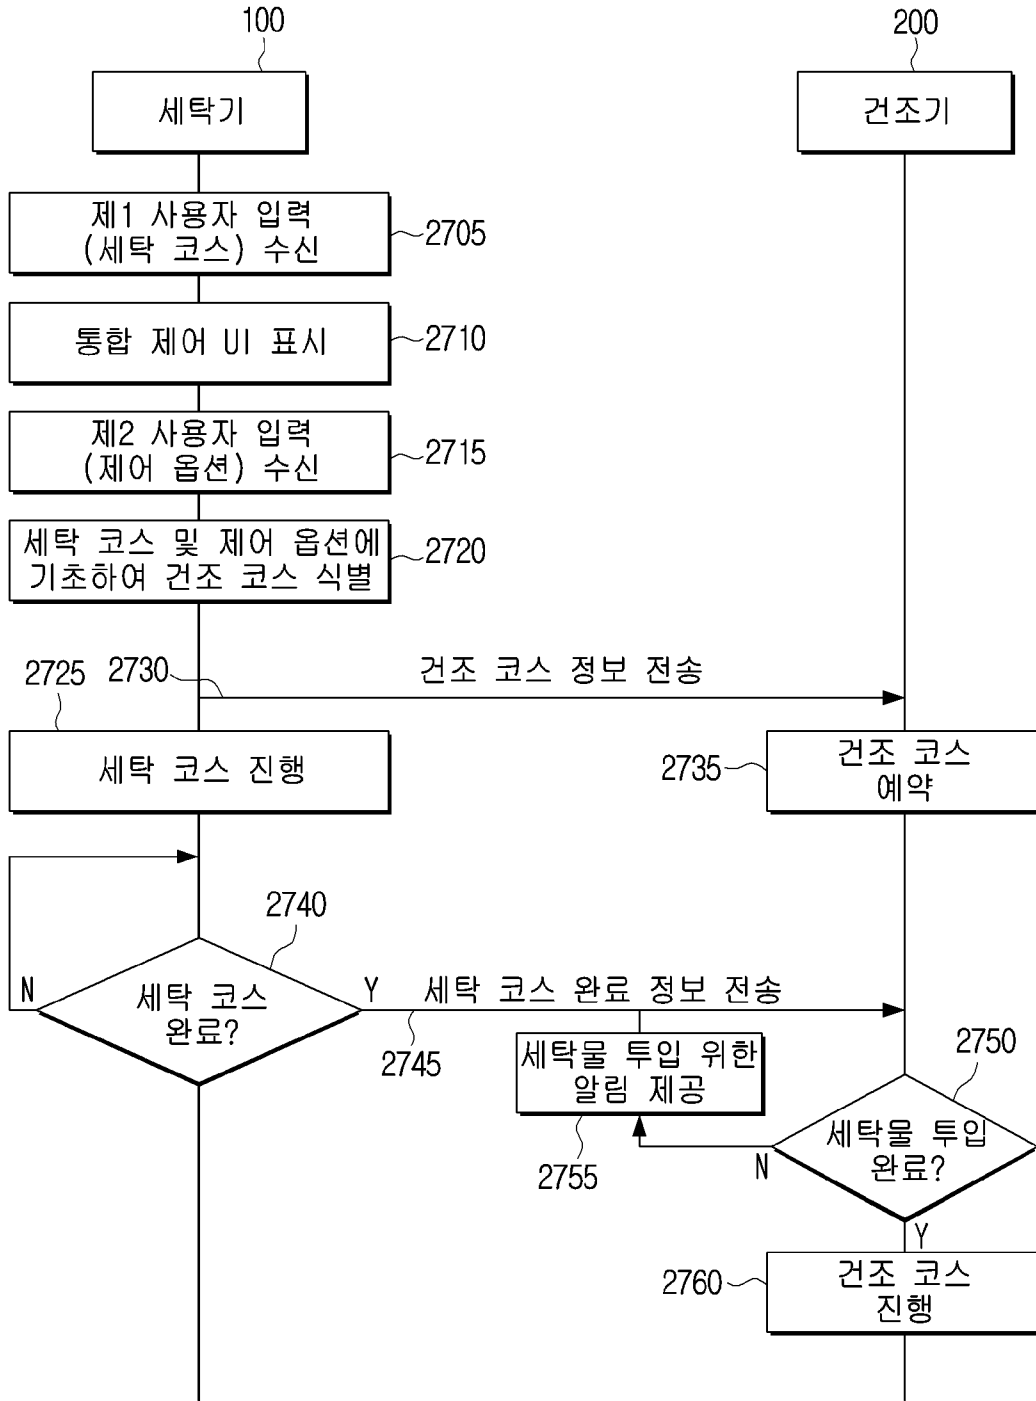 100
200
세탁기
건조기
제1 사용자 입력
(세탁 코스) 수신
2705
통합 제어 UI 표시
2710
제2 사용자 입력
(제어 옵션) 수신
2715
세탁 코스 및 제어 옵션에
기초하여 건조 코스 식별
2720
2725
2730
건조 코스 정보 전송
세탁 코스 진행
2735
건조 코스
예약
2740
N
세탁 코스
완료?
Y
세탁 코스 완료 정보 전송
2745
세탁물 투입 위한
알림 제공
2750
2755
N
세탁물 투입
완료?
Y
2760
건조 코스
진행